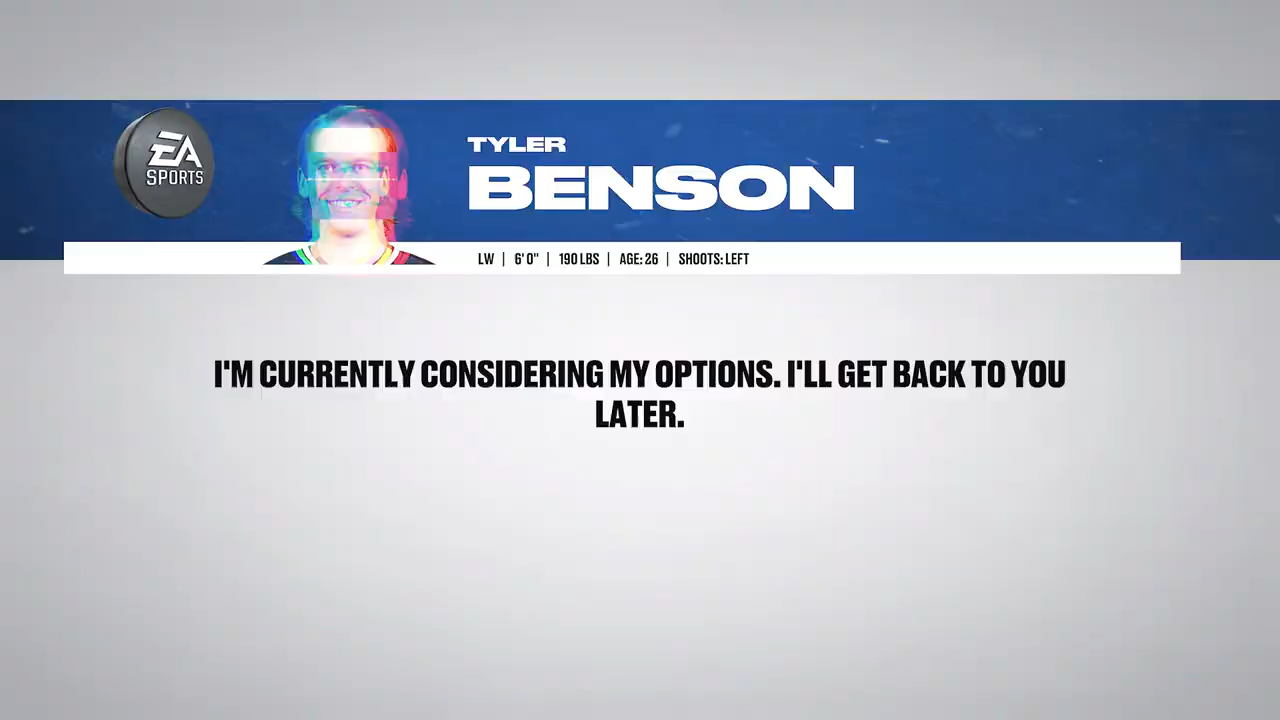 EA
SPORTS
TYLER
BENSON
LW | 6' 0" | 190 LBS | AGE: 26 | SHOOTS: LEFT
I'M CURRENTLY CONSIDERING MY OPTIONS. I'LL GET BACK TO YOU
LATER.